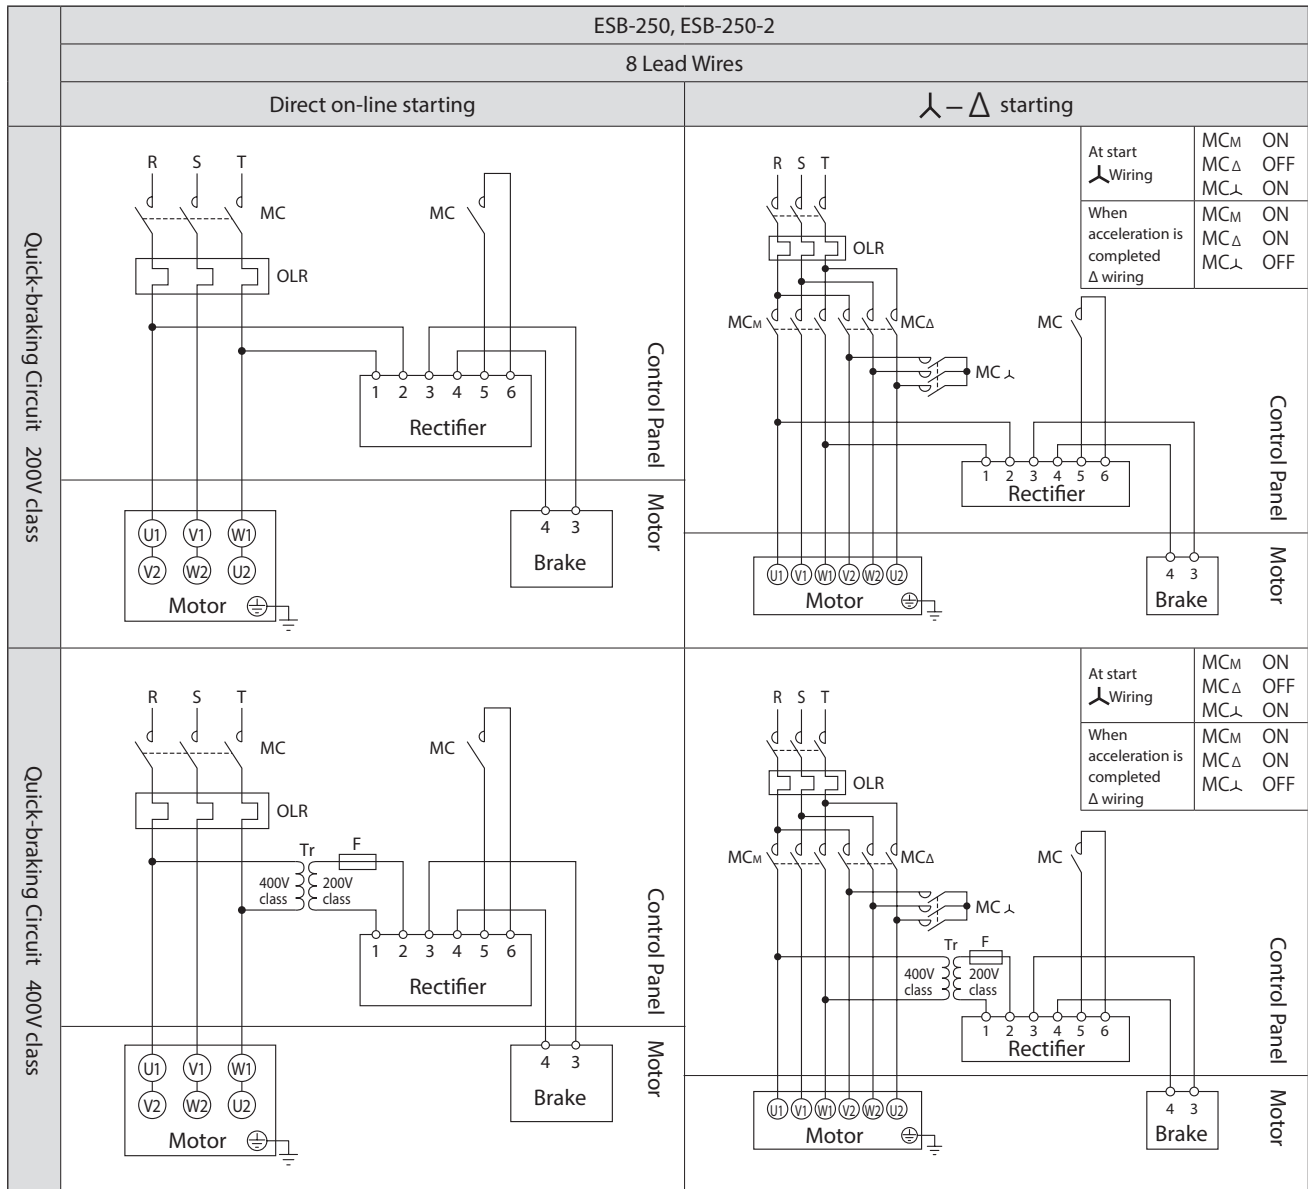 ESB-250, ESB-250-2
8 Lead Wires
Direct on-line starting
⅄ – Δ starting
Quick-braking Circuit 200V class
R S T
MC
MC
OLR
1 2 3 4 5 6
Rectifier
Control Panel
Motor
U1 V1 W1
V2 W2 U2
Motor
4 3
Brake
At start
⅄ Wiring
MCM ON
MCΔ OFF
MC⅄ ON
When
acceleration is
completed
Δ wiring
MCM ON
MCΔ ON
MC⅄ OFF
R S T
OLR
MCM
MCΔ
MC
MC⅄
1 2 3 4 5 6
Rectifier
Control Panel
Motor
U1 V1 W1 V2 W2 U2
Motor
4 3
Brake
Quick-braking Circuit 400V class
R S T
MC
MC
OLR
Tr F
400V
class
200V
class
1 2 3 4 5 6
Rectifier
Control Panel
Motor
U1 V1 W1
V2 W2 U2
Motor
4 3
Brake
At start
⅄ Wiring
MCM ON
MCΔ OFF
MC⅄ ON
When
acceleration is
completed
Δ wiring
MCM ON
MCΔ ON
MC⅄ OFF
R S T
OLR
MCM
MCΔ
MC
MC⅄
Tr F
400V
class
200V
class
1 2 3 4 5 6
Rectifier
Control Panel
Motor
U1 V1 W1 V2 W2 U2
Motor
4 3
Brake